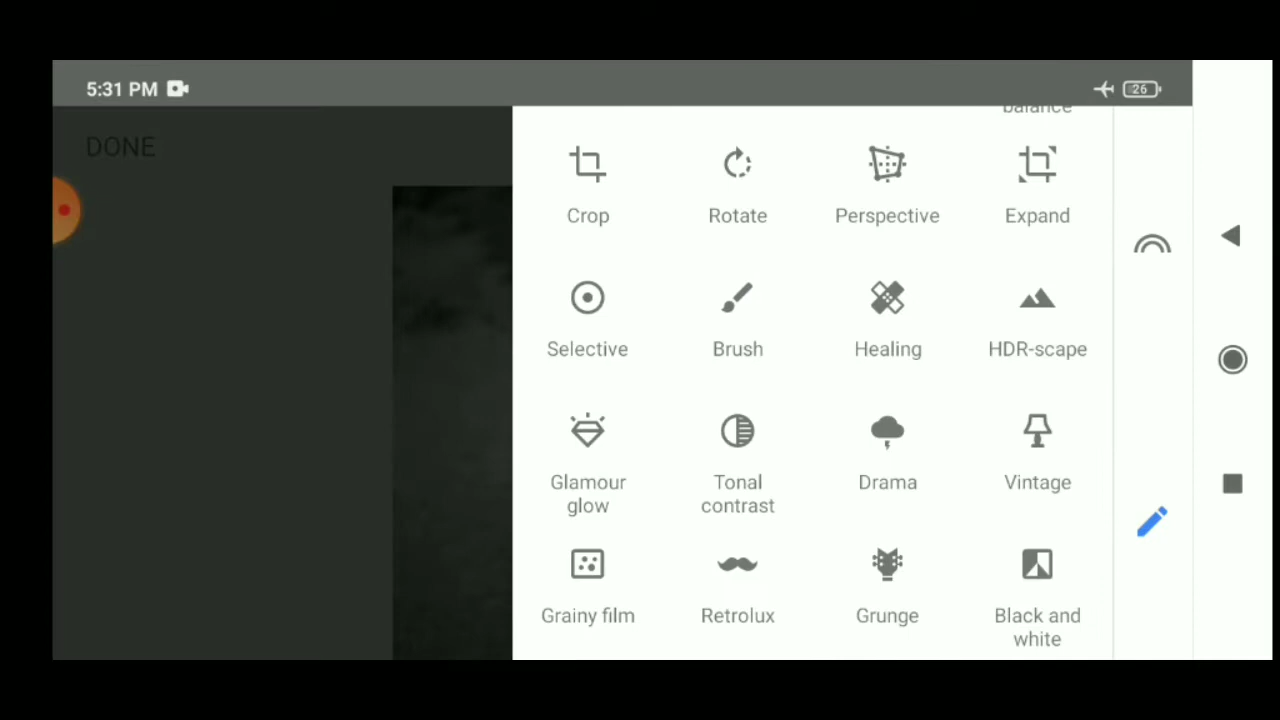 5:31 PM
26
balance
DONE
Crop
Rotate
Perspective
Expand
Selective
Brush
Healing
HDR-scape
Glamour
glow
Tonal
contrast
Drama
Vintage
Grainy film
Retrolux
Grunge
Black and
white